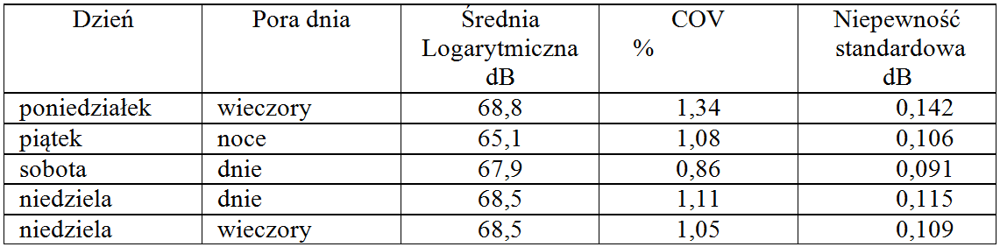 Dzień Pora dnia Średnia Logarytmiczna dB COV % Niepewność standardowa dB
poniedziałek wieczory 68,8 1,34 0,142
piątek noce 65,1 1,08 0,106
sobota dnie 67,9 0,86 0,091
niedziela dnie 68,5 1,11 0,115
niedziela wieczory 68,5 1,05 0,109